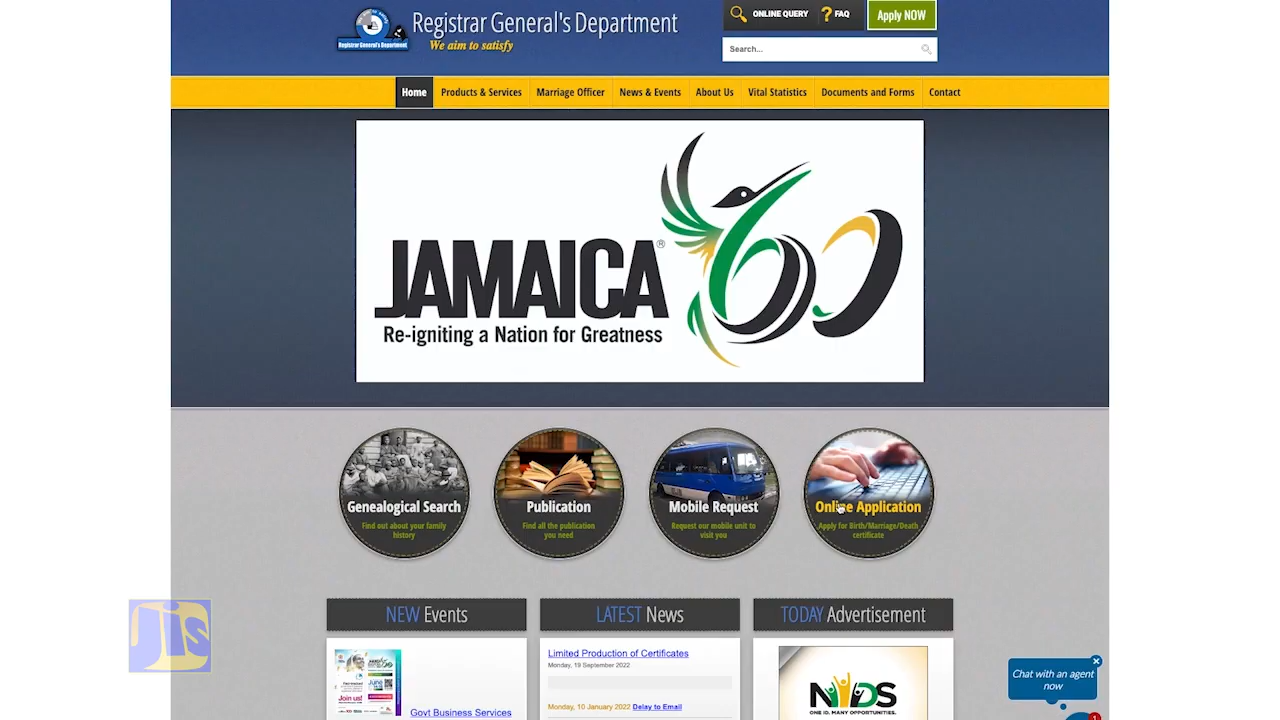 Registrar General's Department
We aim to satisfy
Registrar General's Department
ONLINE QUERY
FAQ
Apply NOW
Search...
Home
Products & Services
Marriage Officer
News & Events
About Us
Vital Statistics
Documents and Forms
Contact
JAMAICA® 60
Re-igniting a Nation for Greatness
Genealogical Search
Find out about your family
history
Publication
Find all the publication
you need
Mobile Request
Request our mobile unit to
visit you
Online Application
Apply for Birth/Marriage/Death
certificate
NEW Events
LATEST News
TODAY Advertisement
Join us!
Govt Business Services
Limited Production of Certificates
Monday, 19 September 2022
Monday, 10 January 2022 Delay to Email
NIDS
ONE ID. MANY OPPORTUNITIES.
Chat with an agent
now
1
jis